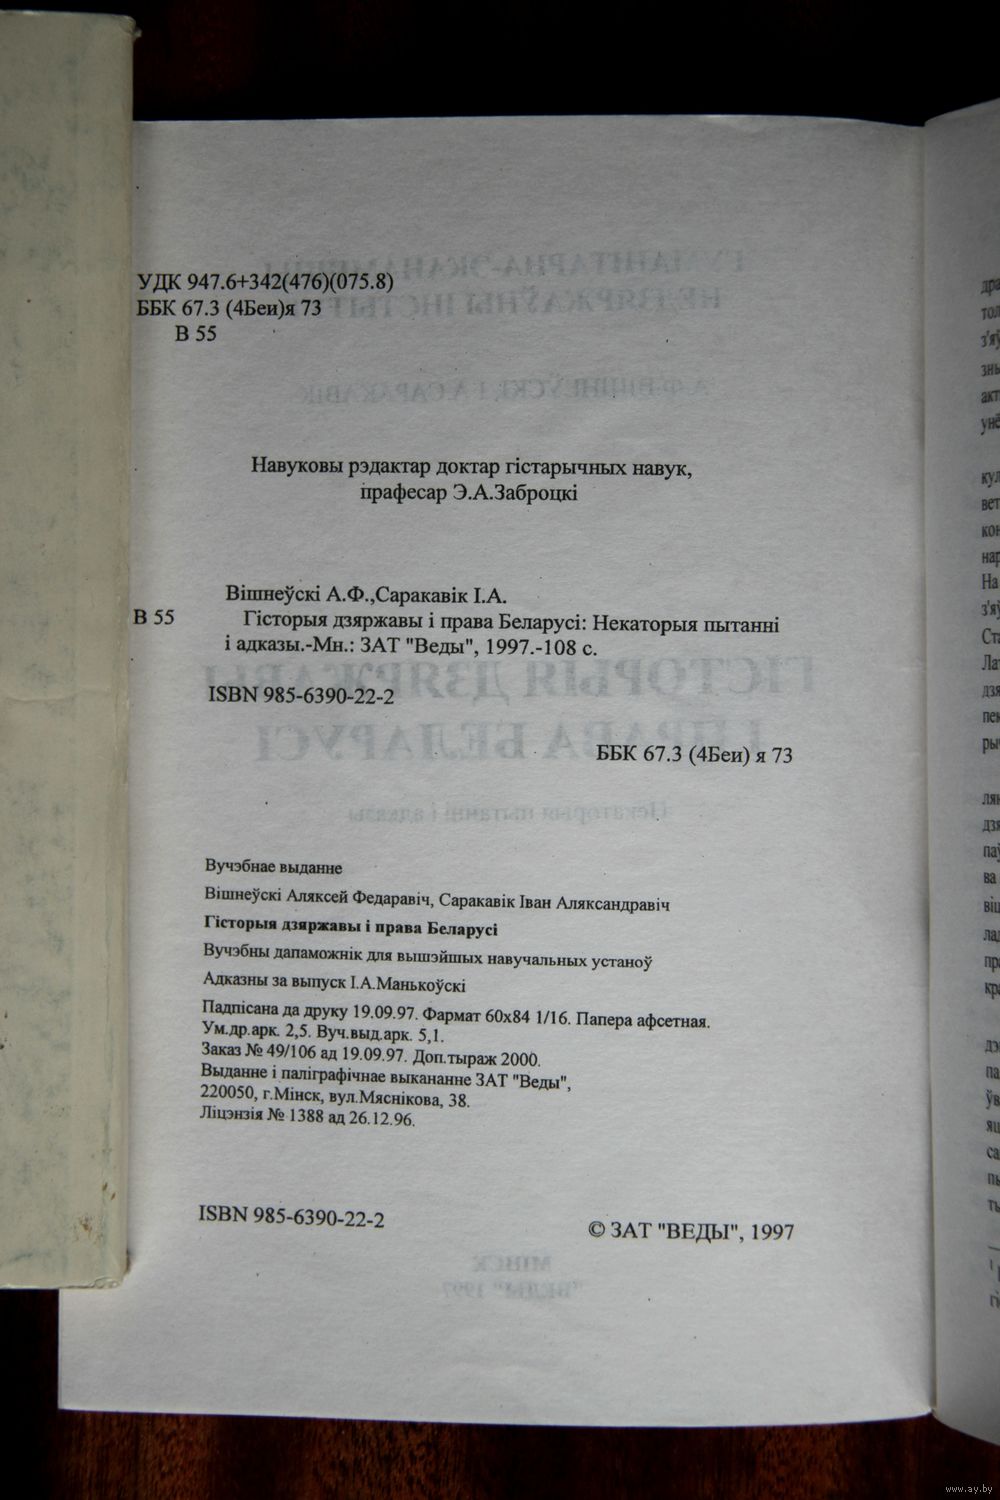 УДК 947.6+342(476)(075.8)
ББК 67.3 (4Беи)я 73
В 55
Навуковы рэдактар доктар гістарычных навук,
прафесар Э.А.Заброцкі
Вішнеўскі А.Ф.,Саракавік І.А.
В 55 Гісторыя дзяржавы і права Беларусі: Некаторыя пытанні
і адказы.-Мн.: ЗАТ "Веды", 1997.-108 с.
ISBN 985-6390-22-2
ББК 67.3 (4Беи) я 73
Вучэбнае выданне
Вішнеўскі Аляксей Федаравіч, Саракавік Іван Аляксандравіч
Гісторыя дзяржавы і права Беларусі
Вучэбны дапаможнік для вышэйшых навучальных устаноў
Адказны за выпуск І.А.Манькоўскі
Падпісана да друку 19.09.97. Фармат 60х84 1/16. Папера афсетная.
Ум.др.арк. 2,5. Вуч.выд.арк. 5,1.
Заказ № 49/106 ад 19.09.97. Доп.тыраж 2000.
Выданне і паліграфічнае выкананне ЗАТ "Веды",
220050, г.Мінск, вул.Мяснікова, 38.
Ліцэнзія № 1388 ад 26.12.96.
ISBN 985-6390-22-2
© ЗАТ "ВЕДЫ", 1997
www.ay.by